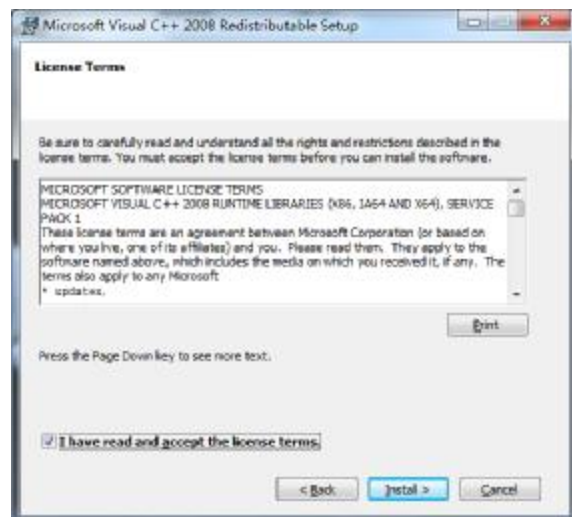 Microsoft Visual C++ 2008 Redistributable Setup
License Terms
Be sure to carefully read and understand all the rights and restrictions described in the
license terms. You must accept the license terms before you can install the software.
MICROSOFT SOFTWARE LICENSE TERMS
MICROSOFT VISUAL C++ 2008 RUNTIME LIBRARIES (X86, IA64 AND X64), SERVICE
PACK 1
These license terms are an agreement between Microsoft Corporation (or based on
where you live, one of its affiliates) and you. Please read them. They apply to the
software named above, which includes the media on which you received it, if any. The
terms also apply to any Microsoft
* updates,
Print
Press the Page Down key to see more text.
I have read and accept the license terms.
< Back
Install >
Cancel